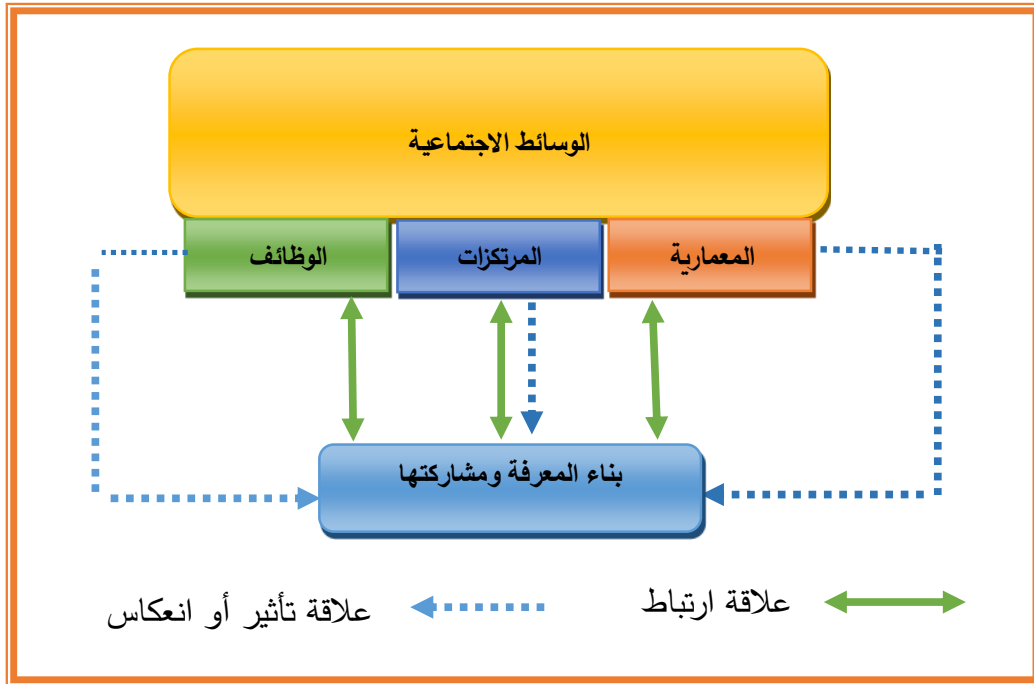 الوسائط الاجتماعية
المعمارية
المرتكزات
الوظائف
بناء المعرفة ومشاركتها
علاقة ارتباط
علاقة تأثير أو انعكاس